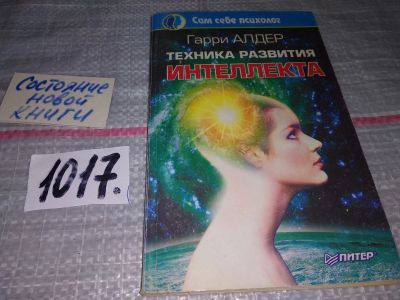 Сам себе психолог
Гарри АЛДЕР
ТЕХНИКА РАЗВИТИЯ
ИНТЕЛЛЕКТА
ПИТЕР
Состояние
новой
книги
1017.